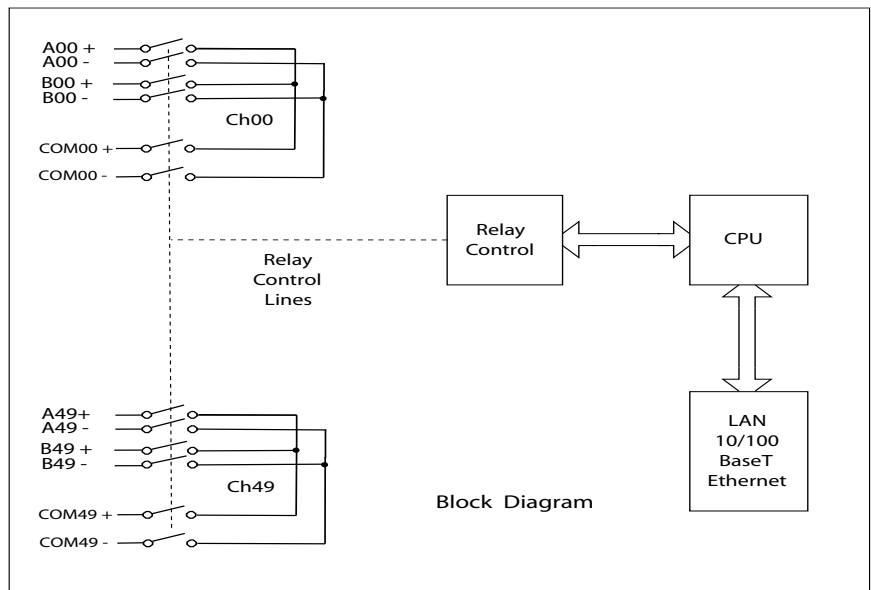 A00 +
A00 -
B00 +
B00 -
Ch00
COM00 +
COM00 -
Relay
Control
CPU
Relay
Control
Lines
A49+
A49 -
B49 +
B49 -
Ch49
COM49 +
COM49 -
LAN
10/100
BaseT
Ethernet
Block Diagram